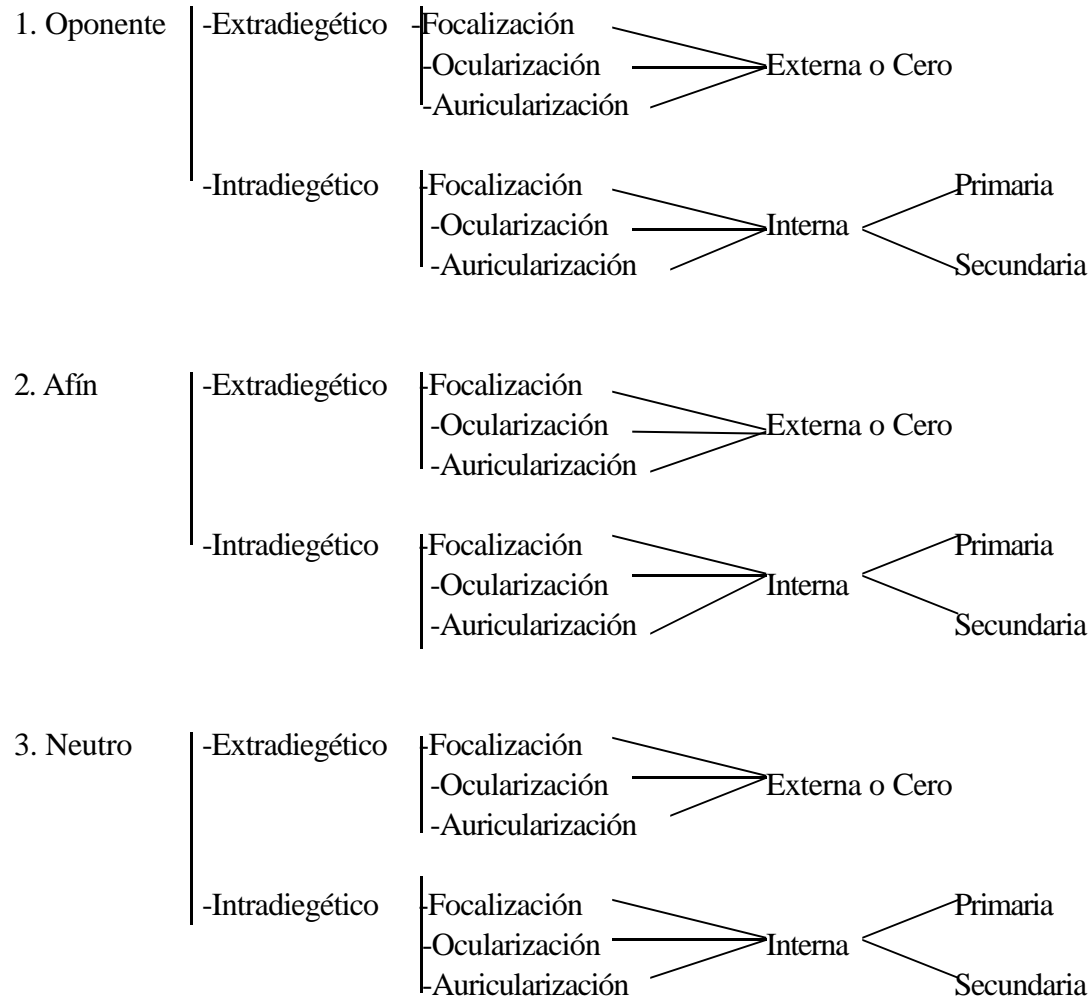 1. Oponente -Extradiegético -Focalización
-Ocularización Externa o Cero
-Auricularización
-Intradiegético -Focalización Primaria
-Ocularización Interna
-Auricularización Secundaria
2. Afín -Extradiegético -Focalización
-Ocularización Externa o Cero
-Auricularización
-Intradiegético -Focalización Primaria
-Ocularización Interna
-Auricularización Secundaria
3. Neutro -Extradiegético -Focalización
-Ocularización Externa o Cero
-Auricularización
-Intradiegético -Focalización Primaria
-Ocularización Interna
-Auricularización Secundaria